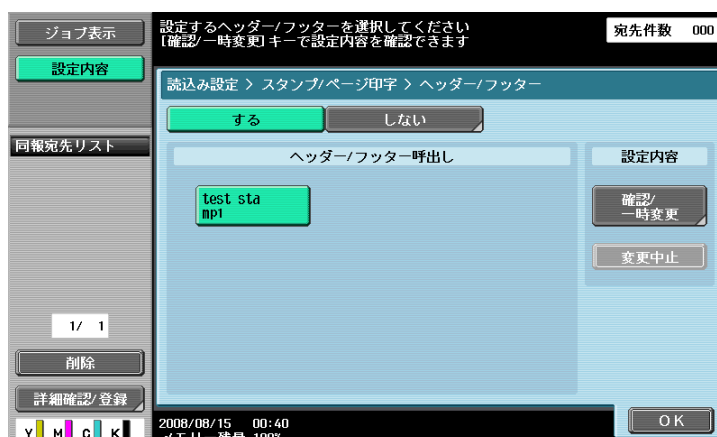 ジョブ表示
設定内容
設定するヘッダー/フッターを選択してください
[確認/一時変更]キーで設定内容を確認できます
宛先件数 000
読込み設定 > スタンプ/ページ印字 > ヘッダー/フッター
する
しない
同報宛先リスト
ヘッダー/フッター呼出し
設定内容
test sta
mp1
確認/
一時変更
変更中止
1/ 1
削除
詳細確認/登録
Y M C K
2008/08/15 00:40
メモリー残量 100%
OK